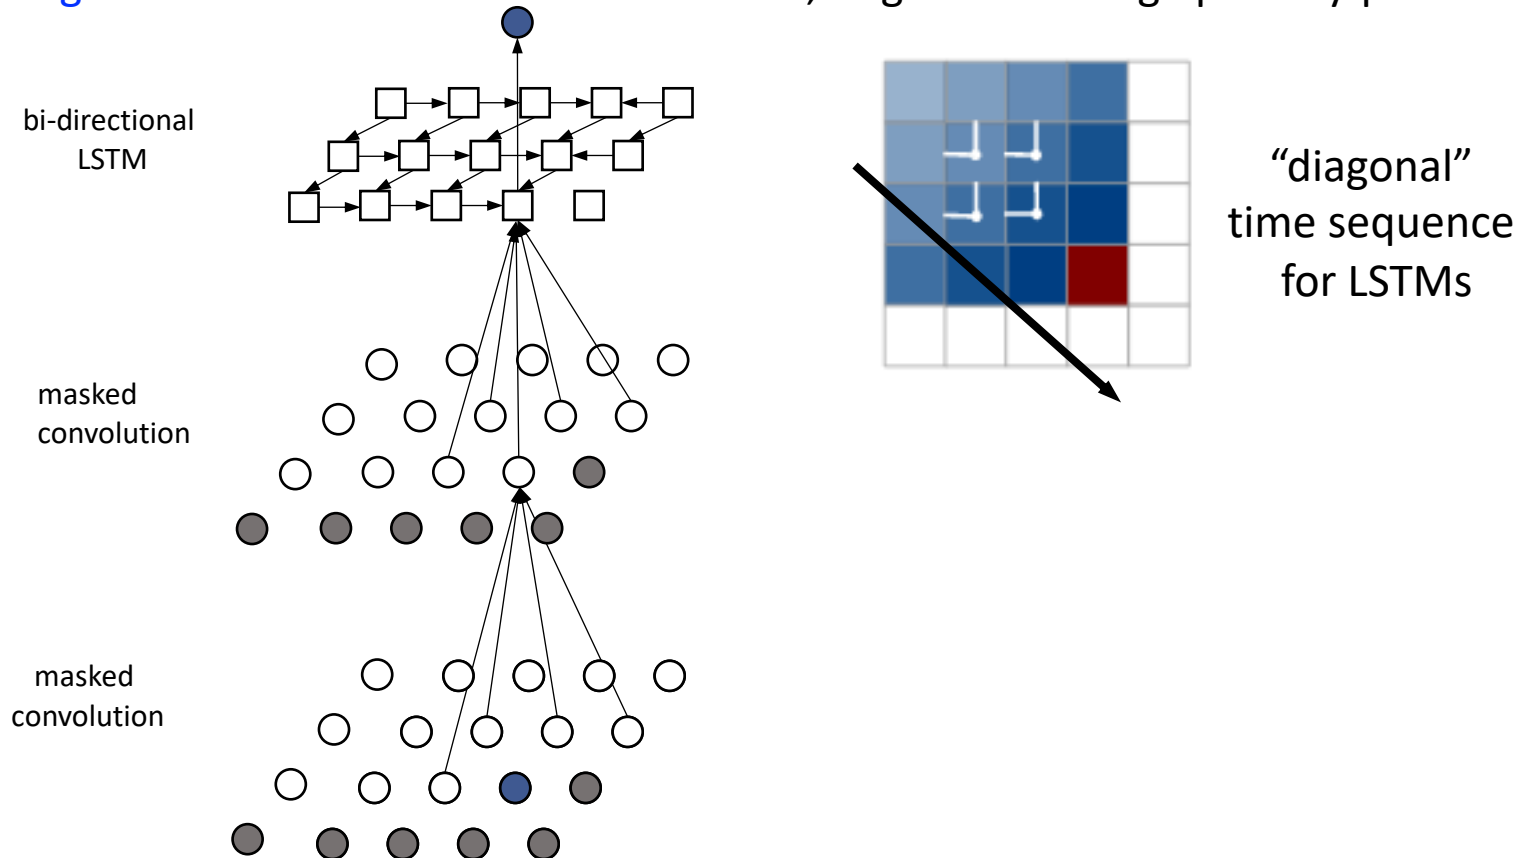 bi-directional
LSTM
“diagonal”
time sequence
for LSTMs
masked
convolution
masked
convolution